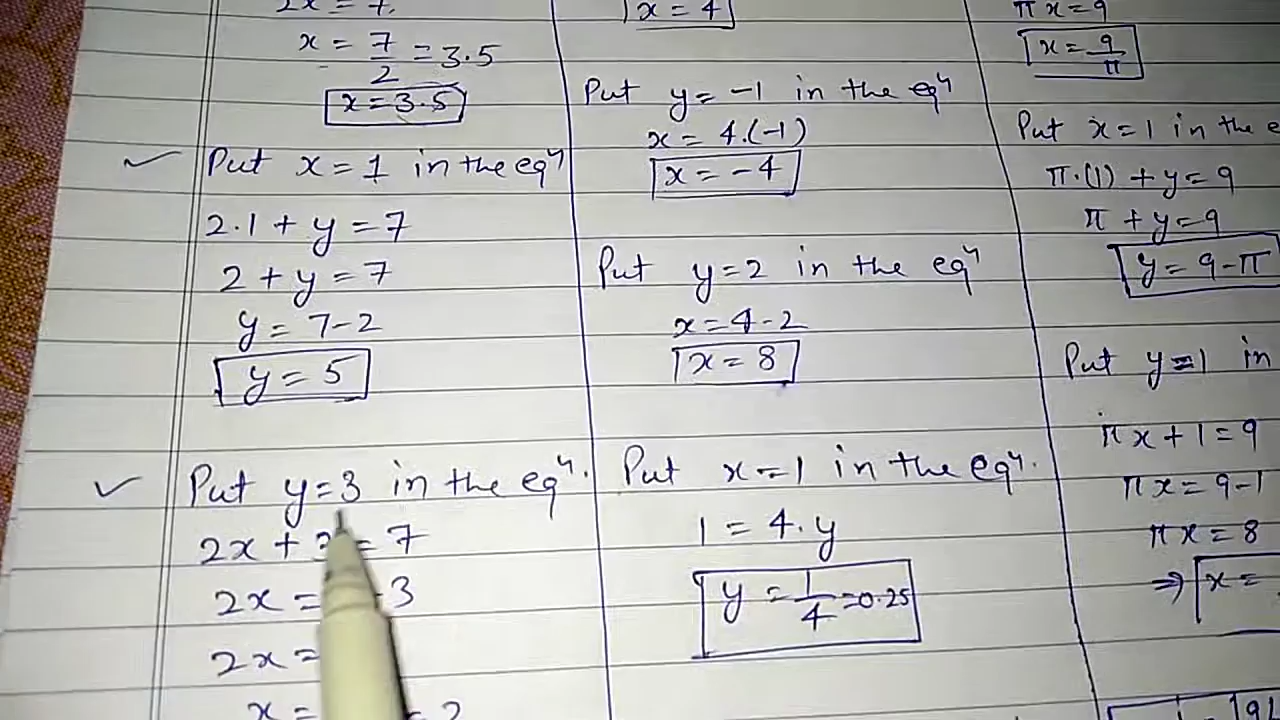 2x = 7.
x = 7/2 = 3.5
x = 3.5
Put x = 1 in the eqⁿ
2.1 + y = 7
2 + y = 7
y = 7-2
y = 5
Put y=3 in the eqⁿ.
2x + = 7
2x = 3
2x =
x = 2
x = 4
Put y = -1 in the eqⁿ
x = 4.(-1)
x = -4
Put y=2 in the eqⁿ
x = 4.2
x = 8
Put x=1 in the eqⁿ.
1 = 4.y
y = 1/4 = 0.25
πx = 9
x = 9/π
Put x=1 in the
π.(1) + y = 9
π + y = 9
y = 9-π
Put y=1 in
πx + 1 = 9
πx = 9-1
πx = 8
⇒ x =